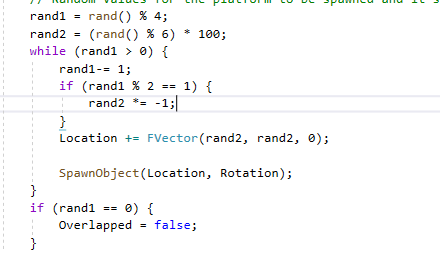 // Random values for the platform to be spawned and it s
rand1 = rand() % 4;
rand2 = (rand() % 6) * 100;
while (rand1 > 0) {
rand1-= 1;
if (rand1 % 2 == 1) {
rand2 *= -1;
}
Location += FVector(rand2, rand2, 0);
SpawnObject(Location, Rotation);
}
if (rand1 == 0) {
Overlapped = false;
}